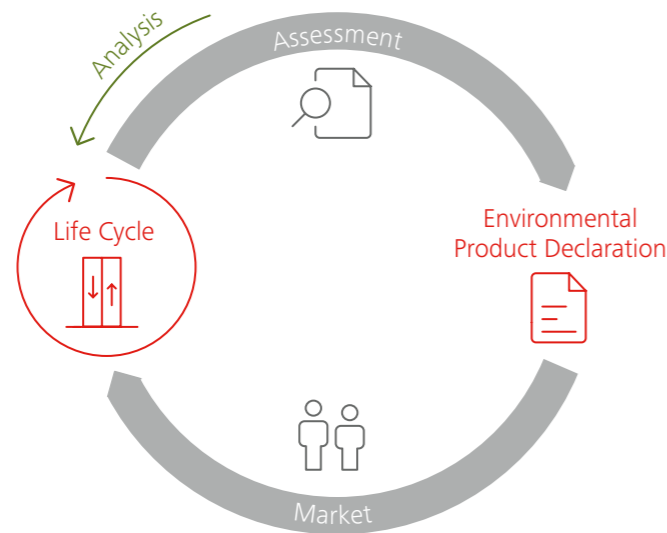 Analysis
Assessment
Life Cycle
Environmental
Product Declaration
Market